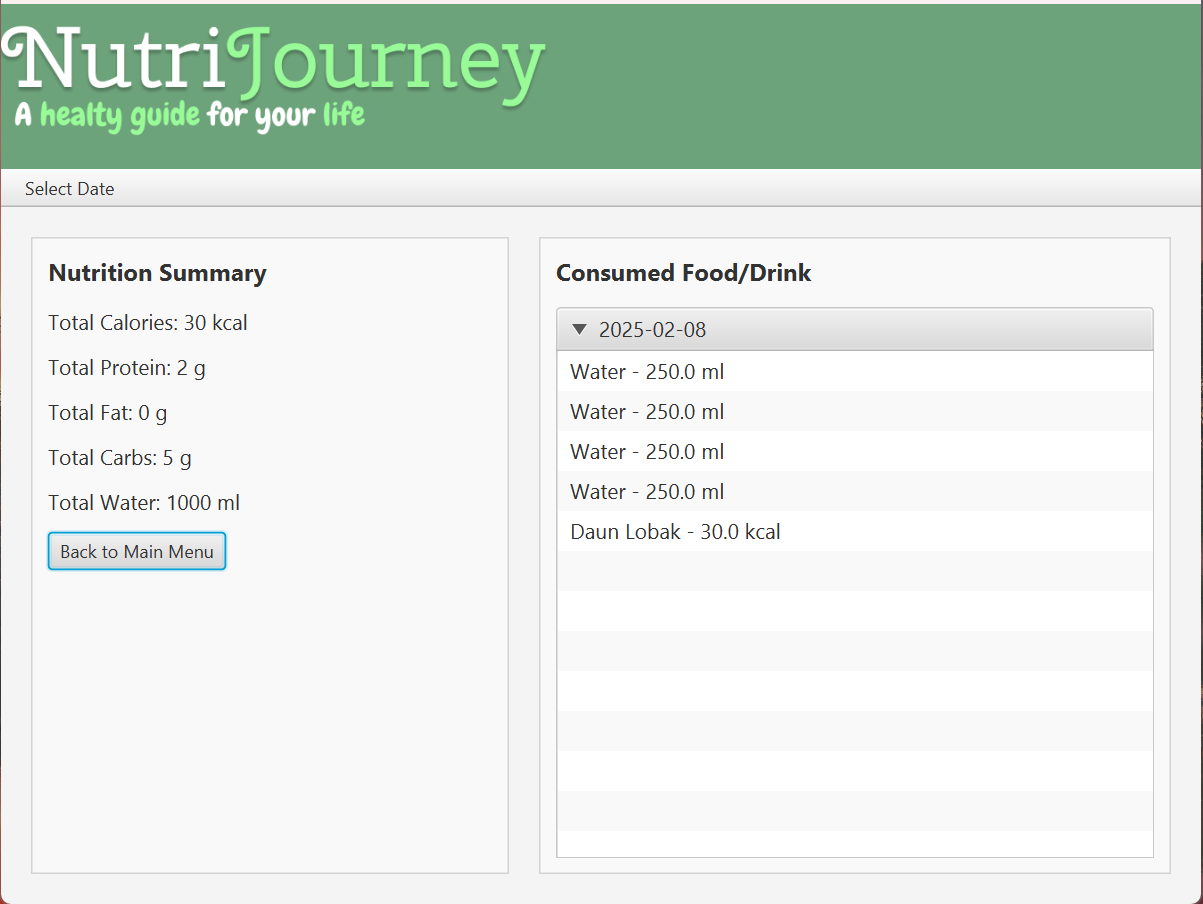 NutriJourney
A healty guide for your life
Select Date
Nutrition Summary
Total Calories: 30 kcal
Total Protein: 2 g
Total Fat: 0 g
Total Carbs: 5 g
Total Water: 1000 ml
Back to Main Menu
Consumed Food/Drink
2025-02-08
Water - 250.0 ml
Water - 250.0 ml
Water - 250.0 ml
Water - 250.0 ml
Daun Lobak - 30.0 kcal